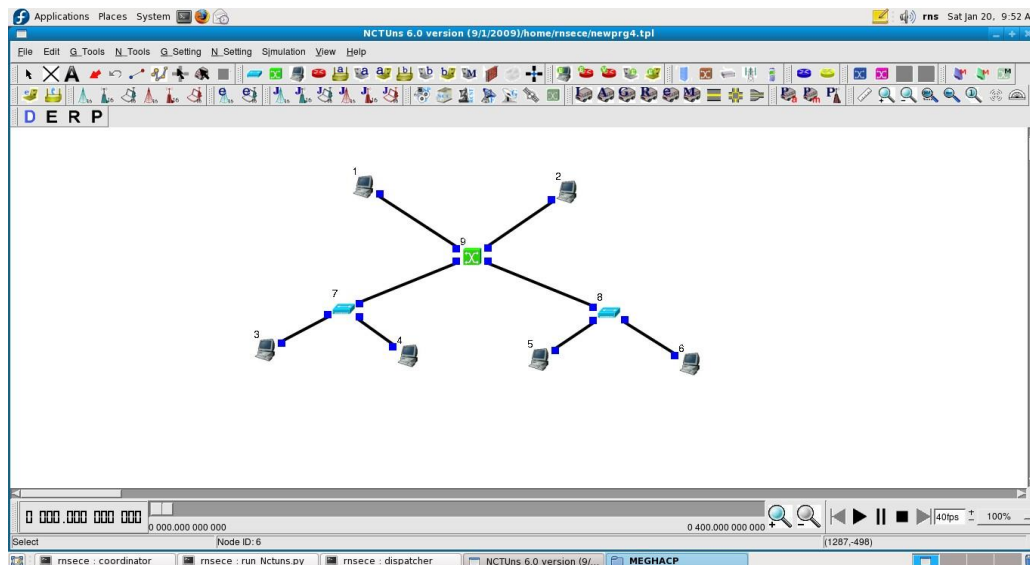 Applications Places System rns Sat Jan 20, 9:52 A
NCTUns 6.0 version (9/1/2009)/home/rnsece/newprg4.tpl
File Edit G_Tools N_Tools G_Setting N_Setting Simulation View Help
D E R P
1
2
9
7
8
3
4
5
6
0 000.000 000 000
0 000.000 000 000
0 400.000 000 000
40fps
100%
Select Node ID: 6 (1287,-498)
rnsece : coordinator rnsece : run Nctuns.py rnsece : dispatcher NCTUns 6.0 version (9/... MEGHACP